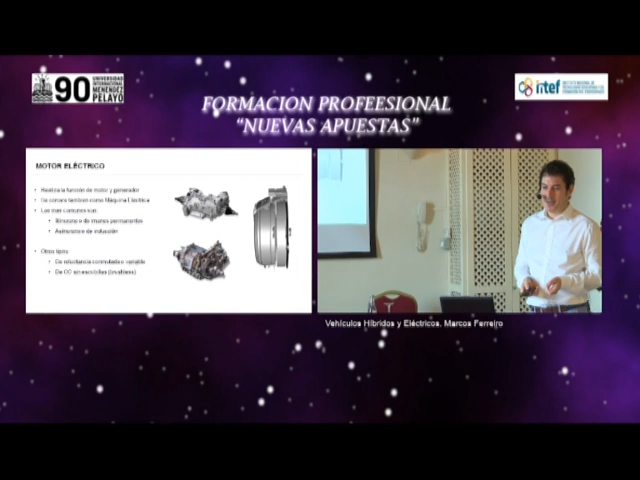 90
UNIVERSIDAD
INTERNACIONAL
MENÉNDEZ
PELAYO
intef
FORMACION PROFEESIONAL
“NUEVAS APUESTAS”
MOTOR ELÉCTRICO
• Realiza la función de motor y generador
• Se conoce también como Máquina Eléctrica
• Los más comunes son:
• Síncrono de imanes permanentes
• Asíncrono de inducción
• Otros tipos
• De reluctancia conmutada o variable
• De CC sin escobillas (brushless)
Vehículos Híbridos y Eléctricos. Marcos Ferreiro